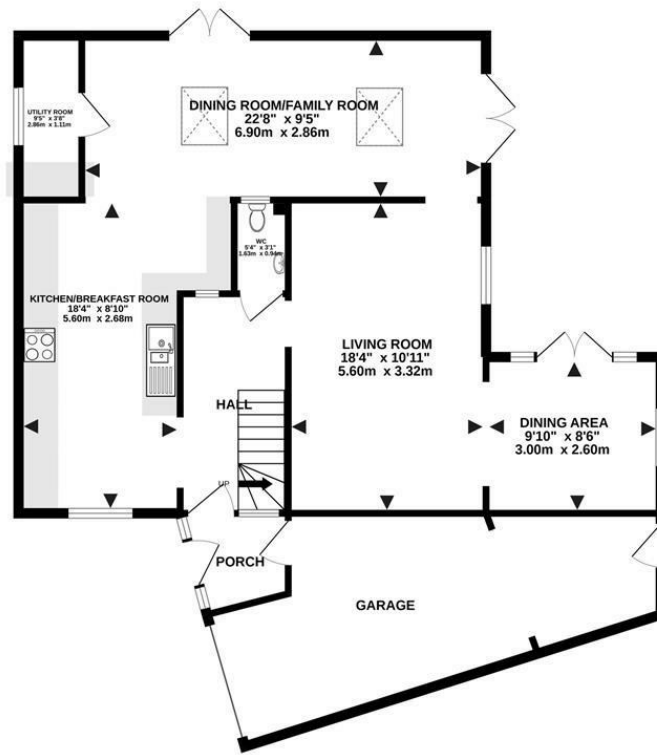 DINING ROOM/FAMILY ROOM
22'8" x 9'5"
6.90m x 2.86m
UTILITY ROOM
9'5" x 3'8"
2.86m x 1.11m
WC
5'4" x 3'1"
1.63m x 0.94m
KITCHEN/BREAKFAST ROOM
18'4" x 8'10"
5.60m x 2.68m
LIVING ROOM
18'4" x 10'11"
5.60m x 3.32m
HALL
DINING AREA
9'10" x 8'6"
3.00m x 2.60m
UP
PORCH
GARAGE